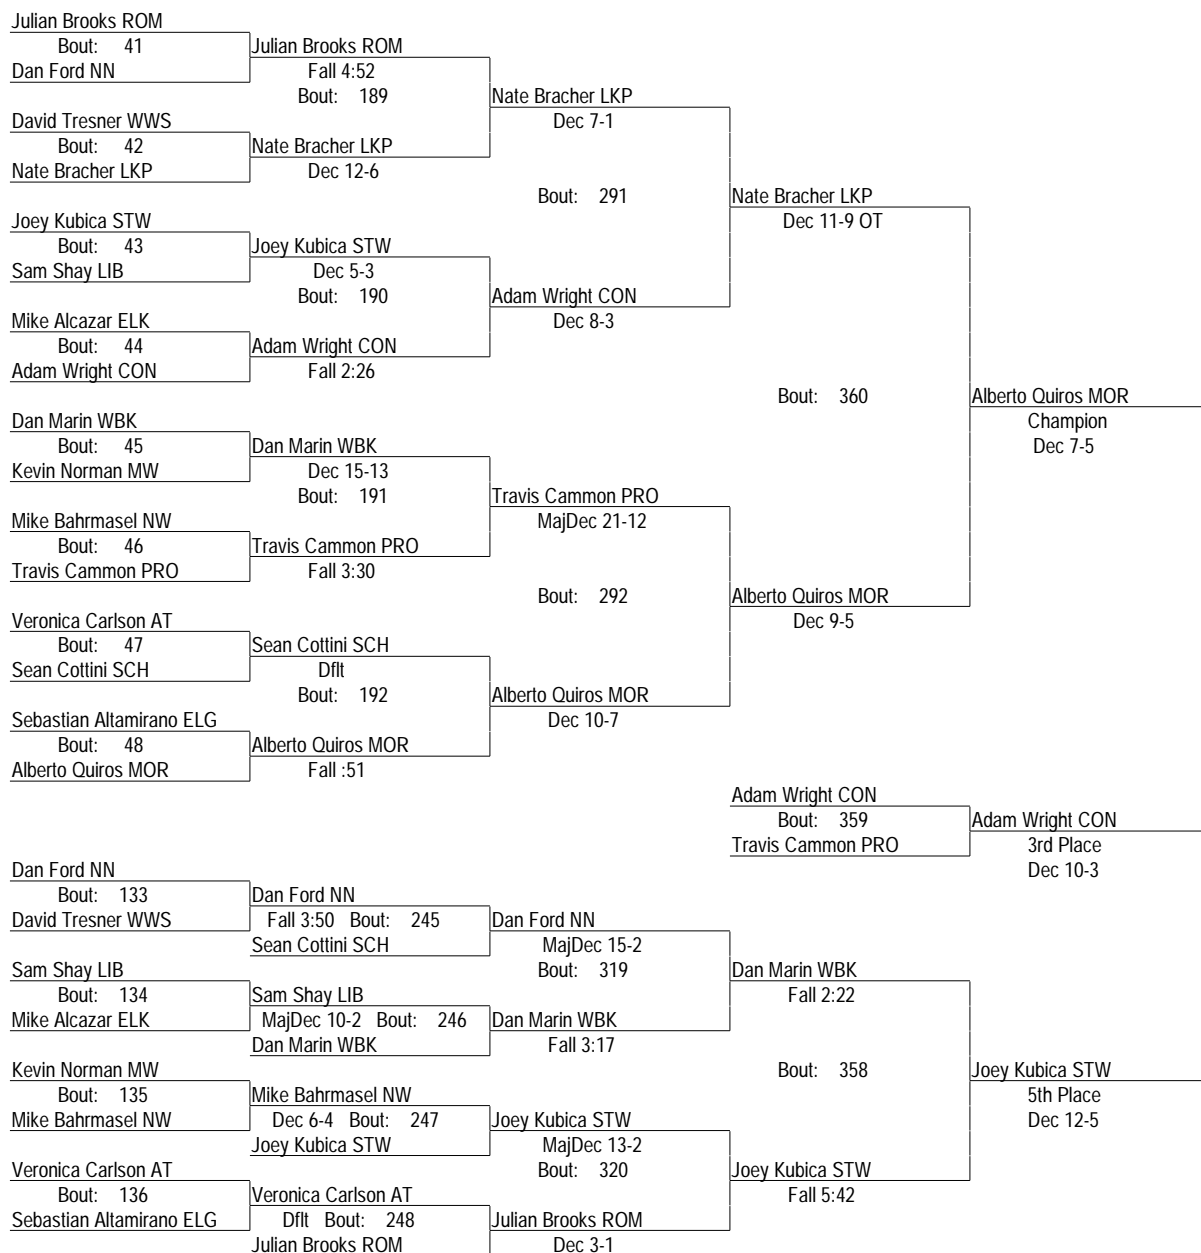 Julian Brooks ROM
Bout: 41
Dan Ford NN
Julian Brooks ROM
Fall 4:52
Bout: 189
David Tresner WWS
Bout: 42
Nate Bracher LKP
Nate Bracher LKP
Dec 12-6
Nate Bracher LKP
Dec 7-1
Bout: 291
Joey Kubica STW
Bout: 43
Sam Shay LIB
Joey Kubica STW
Dec 5-3
Bout: 190
Mike Alcazar ELK
Bout: 44
Adam Wright CON
Adam Wright CON
Fall 2:26
Adam Wright CON
Dec 8-3
Nate Bracher LKP
Dec 11-9 OT
Bout: 360
Dan Marin WBK
Bout: 45
Kevin Norman MW
Dan Marin WBK
Dec 15-13
Bout: 191
Mike Bahrmasel NW
Bout: 46
Travis Cammon PRO
Travis Cammon PRO
Fall 3:30
Travis Cammon PRO
MajDec 21-12
Bout: 292
Veronica Carlson AT
Bout: 47
Sean Cottini SCH
Sean Cottini SCH
Dflt
Bout: 192
Sebastian Altamirano ELG
Bout: 48
Alberto Quiros MOR
Alberto Quiros MOR
Fall :51
Alberto Quiros MOR
Dec 10-7
Alberto Quiros MOR
Dec 9-5
Alberto Quiros MOR
Champion
Dec 7-5
Adam Wright CON
Bout: 359
Travis Cammon PRO
Adam Wright CON
3rd Place
Dec 10-3
Dan Ford NN
Bout: 133
David Tresner WWS
Dan Ford NN
Fall 3:50 Bout: 245
Sean Cottini SCH
Dan Ford NN
MajDec 15-2
Bout: 319
Sam Shay LIB
Bout: 134
Mike Alcazar ELK
Sam Shay LIB
MajDec 10-2 Bout: 246
Dan Marin WBK
Dan Marin WBK
Fall 3:17
Dan Marin WBK
Fall 2:22
Bout: 358
Kevin Norman MW
Bout: 135
Mike Bahrmasel NW
Mike Bahrmasel NW
Dec 6-4 Bout: 247
Joey Kubica STW
Joey Kubica STW
MajDec 13-2
Bout: 320
Veronica Carlson AT
Bout: 136
Sebastian Altamirano ELG
Veronica Carlson AT
Dflt Bout: 248
Julian Brooks ROM
Julian Brooks ROM
Dec 3-1
Joey Kubica STW
Fall 5:42
Joey Kubica STW
5th Place
Dec 12-5